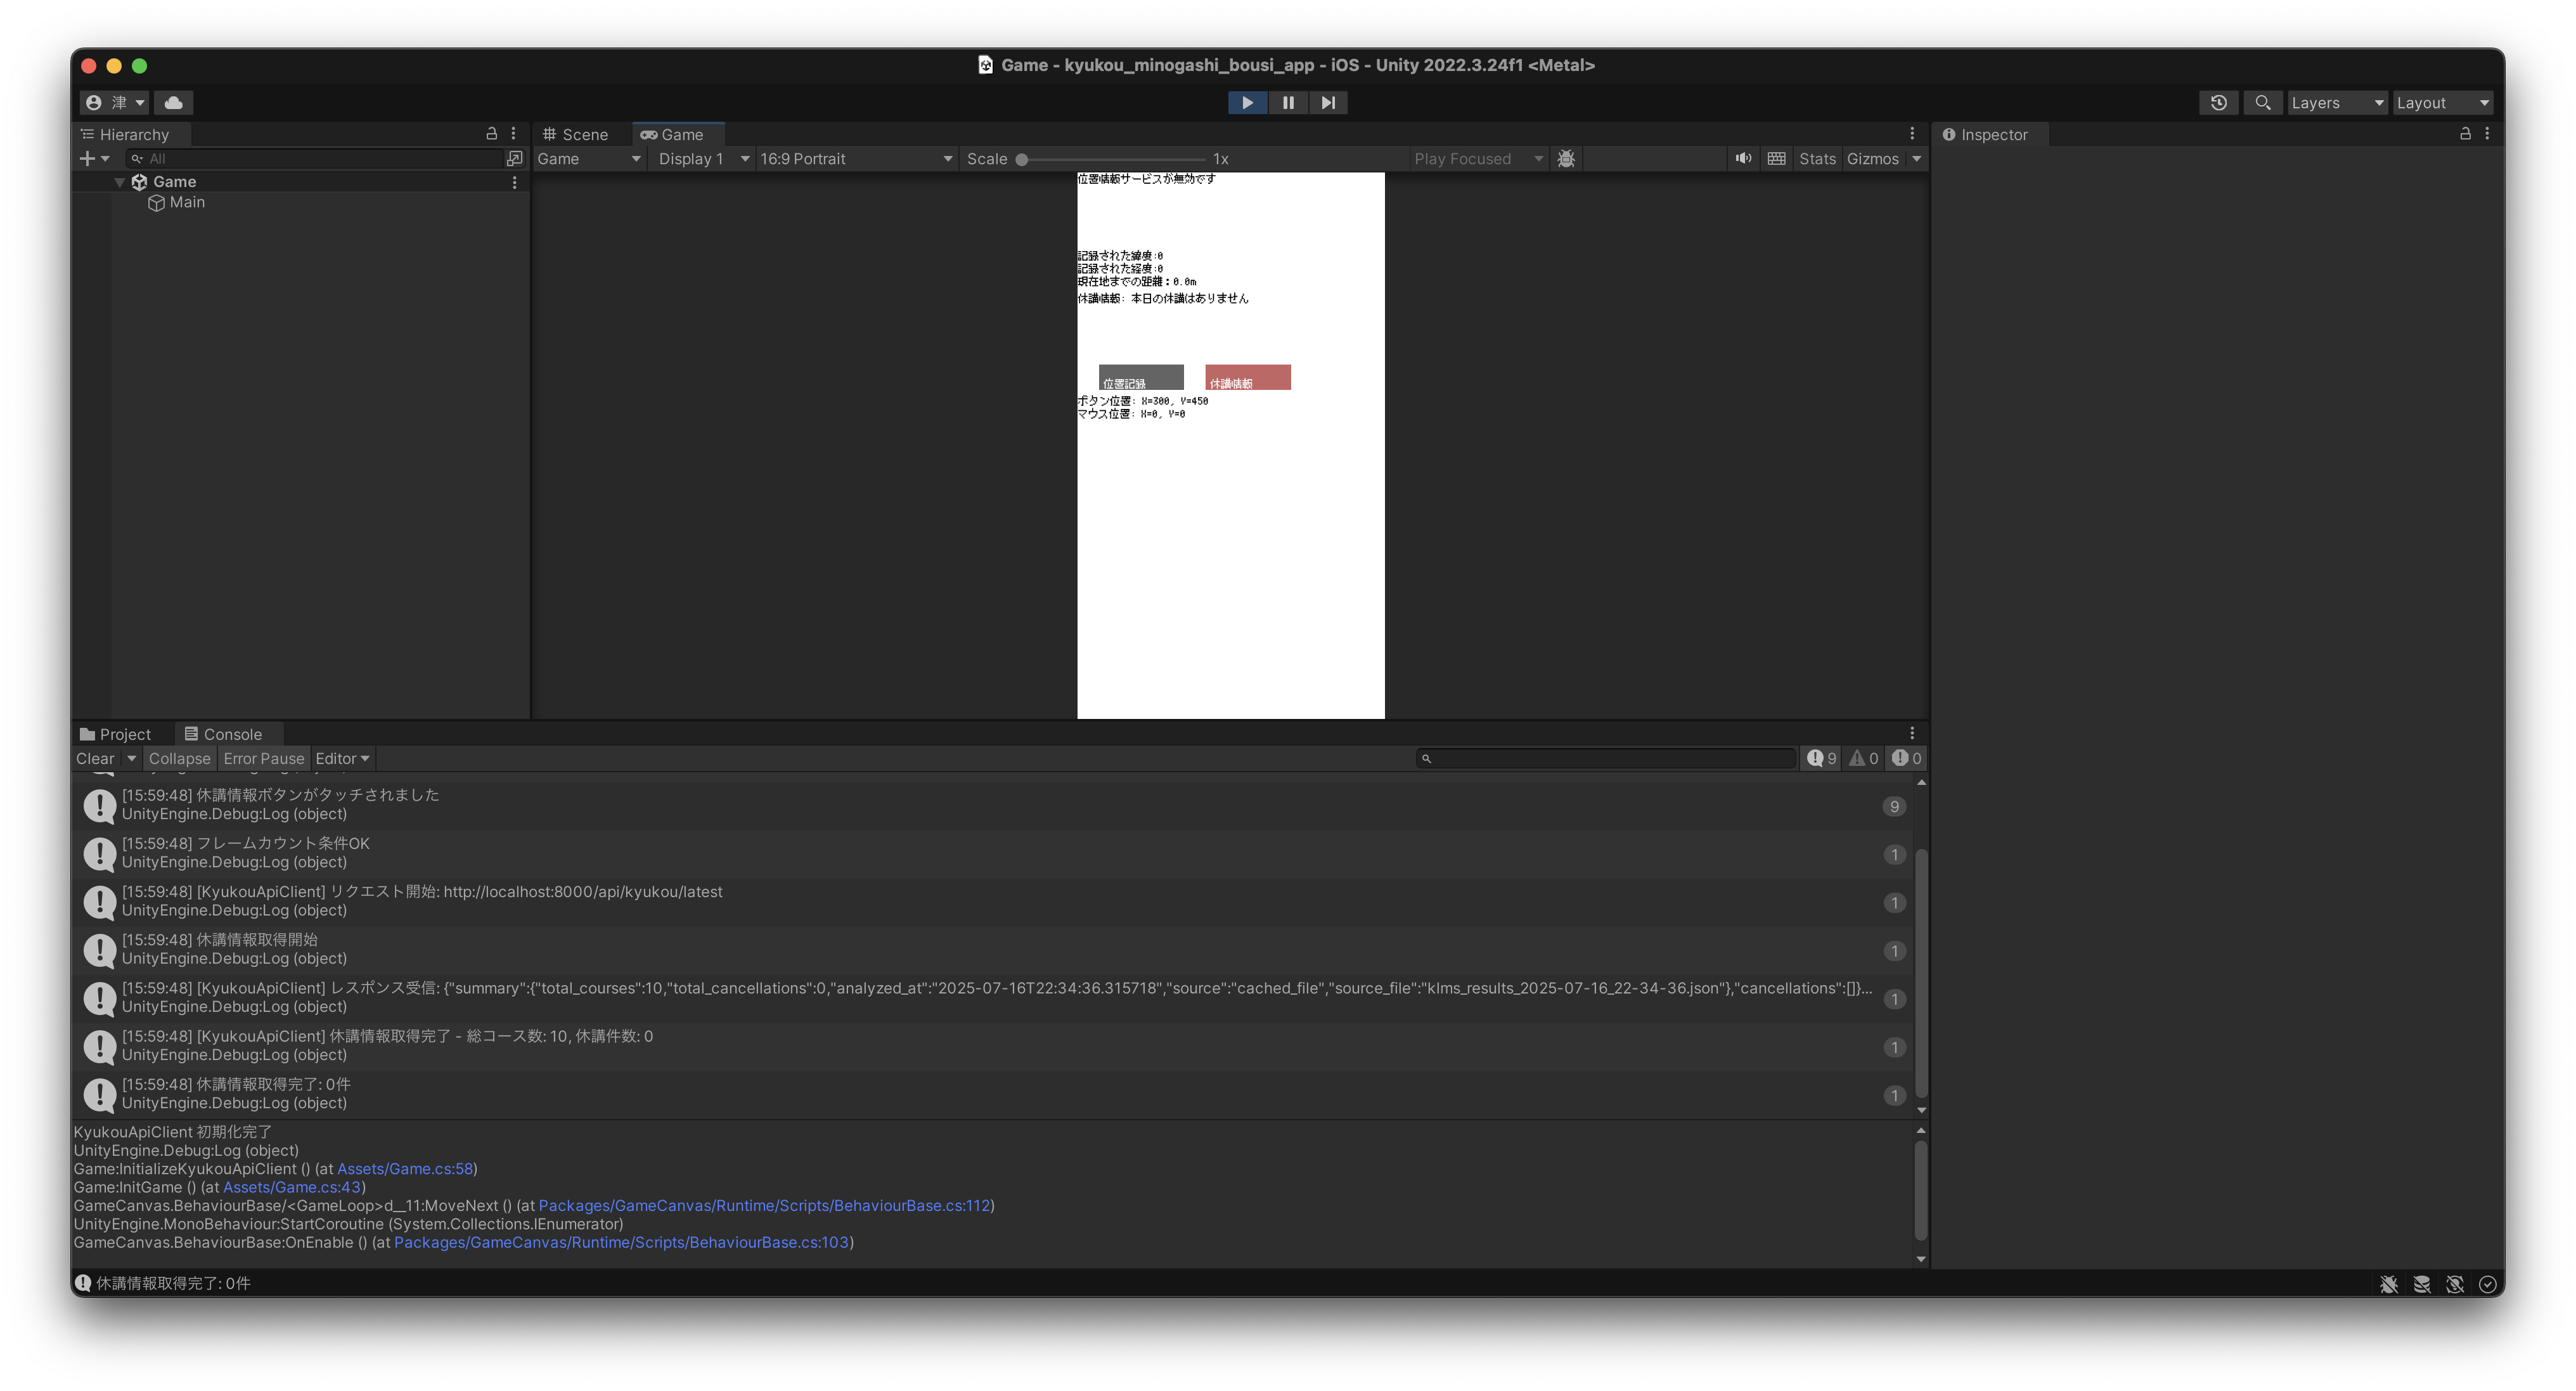 Game - kyukou_minogashi_bousi_app - iOS - Unity 2022.3.24f1 <Metal>
津
Layers
Layout
Hierarchy
All
Game
Main
Scene
Game
Game
Display 1
16:9 Portrait
Scale
1x
Play Focused
Stats
Gizmos
Inspector
位置情報サービスが無効です
記録された緯度:0
記録された経度:0
現在地までの距離：0.0m
休講情報: 本日の休講はありません
位置記録
休講情報
ボタン位置: X=300, Y=450
マウス位置: X=0, Y=0
Project
Console
Clear
Collapse
Error Pause
Editor
9
0
0
[15:59:48] 休講情報ボタンがタッチされました
UnityEngine.Debug:Log (object)
9
[15:59:48] フレームカウント条件OK
UnityEngine.Debug:Log (object)
1
[15:59:48] [KyukouApiClient] リクエスト開始: http://localhost:8000/api/kyukou/latest
UnityEngine.Debug:Log (object)
1
[15:59:48] 休講情報取得開始
UnityEngine.Debug:Log (object)
1
[15:59:48] [KyukouApiClient] レスポンス受信: {"summary":{"total_courses":10,"total_cancellations":0,"analyzed_at":"2025-07-16T22:34:36.315718","source":"cached_file","source_file":"klms_results_2025-07-16_22-34-36.json"},"cancellations":[]}...
UnityEngine.Debug:Log (object)
1
[15:59:48] [KyukouApiClient] 休講情報取得完了 - 総コース数: 10, 休講件数: 0
UnityEngine.Debug:Log (object)
1
[15:59:48] 休講情報取得完了: 0件
UnityEngine.Debug:Log (object)
1
KyukouApiClient 初期化完了
UnityEngine.Debug:Log (object)
Game:InitializeKyukouApiClient () (at Assets/Game.cs:58)
Game:InitGame () (at Assets/Game.cs:43)
GameCanvas.BehaviourBase/<GameLoop>d__11:MoveNext () (at Packages/GameCanvas/Runtime/Scripts/BehaviourBase.cs:112)
UnityEngine.MonoBehaviour:StartCoroutine (System.Collections.IEnumerator)
GameCanvas.BehaviourBase:OnEnable () (at Packages/GameCanvas/Runtime/Scripts/BehaviourBase.cs:103)
休講情報取得完了: 0件